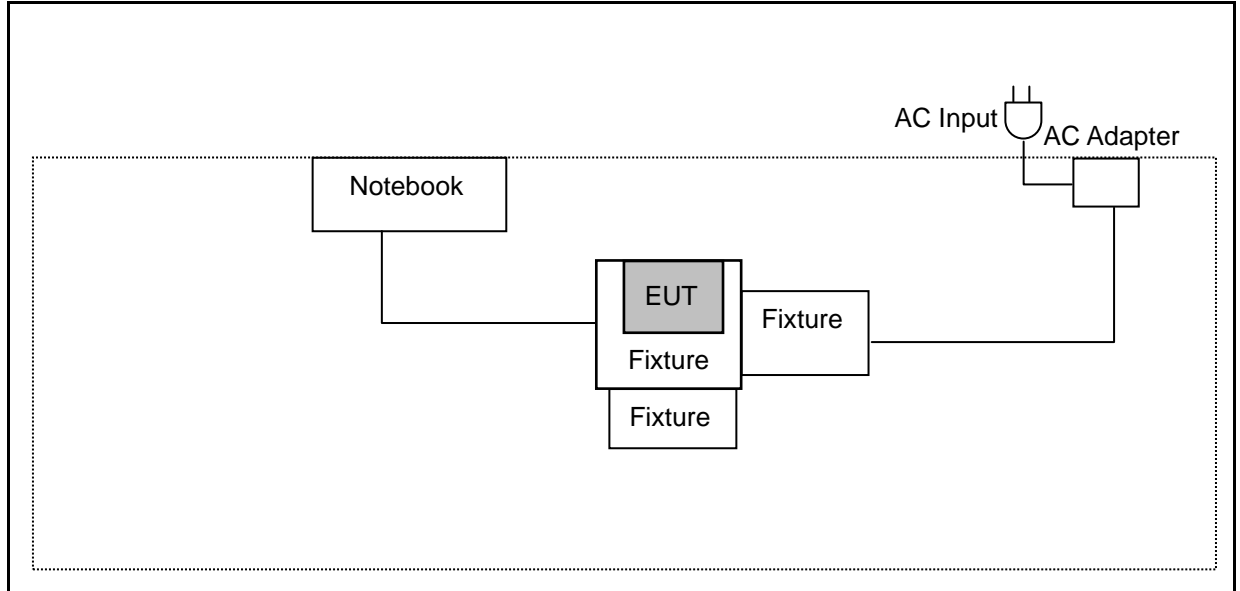 AC Input
AC Adapter
Notebook
EUT
Fixture
Fixture
Fixture